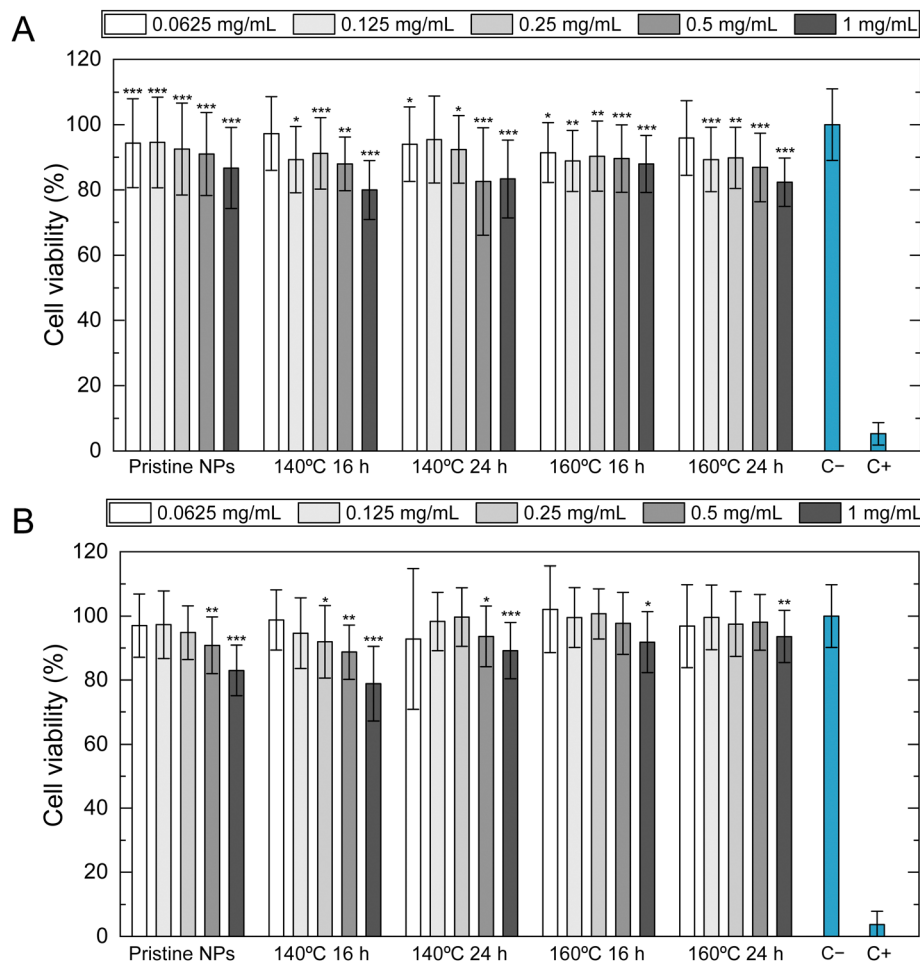 A
0.0625 mg/mL 0.125 mg/mL 0.25 mg/mL 0.5 mg/mL 1 mg/mL
120
100
80
60
40
20
0
Cell viability (%)
*** *** *** *** ***
* *** ** ***
* * *** ***
* ** ** *** ***
*** ** *** ***
Pristine NPs 140ºC 16 h 140ºC 24 h 160ºC 16 h 160ºC 24 h C− C+
B
0.0625 mg/mL 0.125 mg/mL 0.25 mg/mL 0.5 mg/mL 1 mg/mL
120
100
80
60
40
20
0
Cell viability (%)
** ***
* ** ***
* ***
*
**
Pristine NPs 140ºC 16 h 140ºC 24 h 160ºC 16 h 160ºC 24 h C− C+